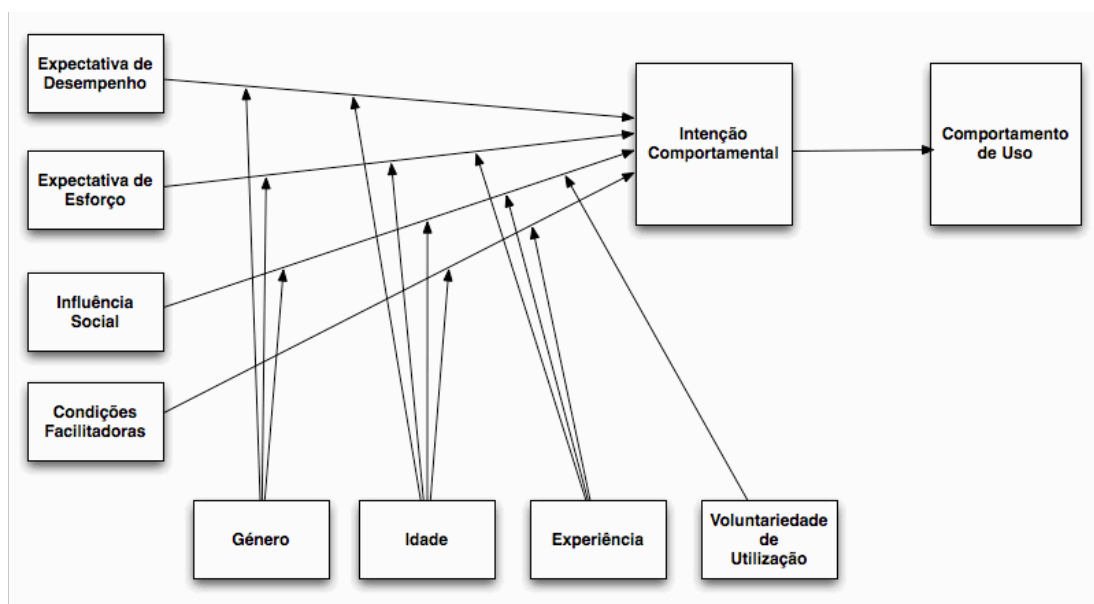 Expectativa de
Desempenho
Expectativa de
Esforço
Influência
Social
Condições
Facilitadoras
Intenção
Comportamental
Comportamento
de Uso
Género
Idade
Experiência
Voluntariedade
de
Utilização